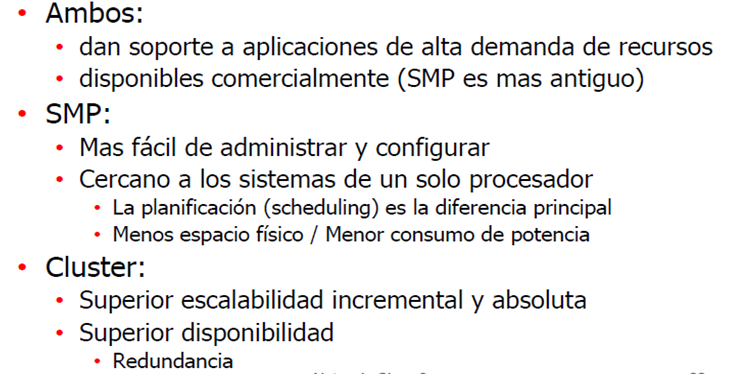 • Ambos:
• dan soporte a aplicaciones de alta demanda de recursos
• disponibles comercialmente (SMP es mas antiguo)
• SMP:
• Mas fácil de administrar y configurar
• Cercano a los sistemas de un solo procesador
• La planificación (scheduling) es la diferencia principal
• Menos espacio físico / Menor consumo de potencia
• Cluster:
• Superior escalabilidad incremental y absoluta
• Superior disponibilidad
• Redundancia